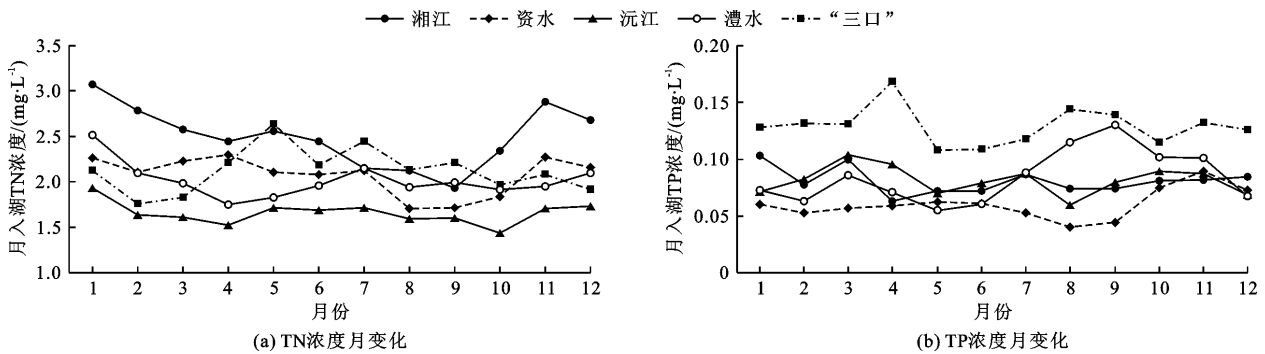 湘江 资水 沅江 澧水 “三口”
3.5
3.0
2.5
2.0
1.5
1.0
月入湖TN浓度/(mg·L⁻¹)
1 2 3 4 5 6 7 8 9 10 11 12
月份
(a) TN浓度月变化
0.20
0.15
0.10
0.05
0
月入湖TP浓度/(mg·L⁻¹)
1 2 3 4 5 6 7 8 9 10 11 12
月份
(b) TP浓度月变化